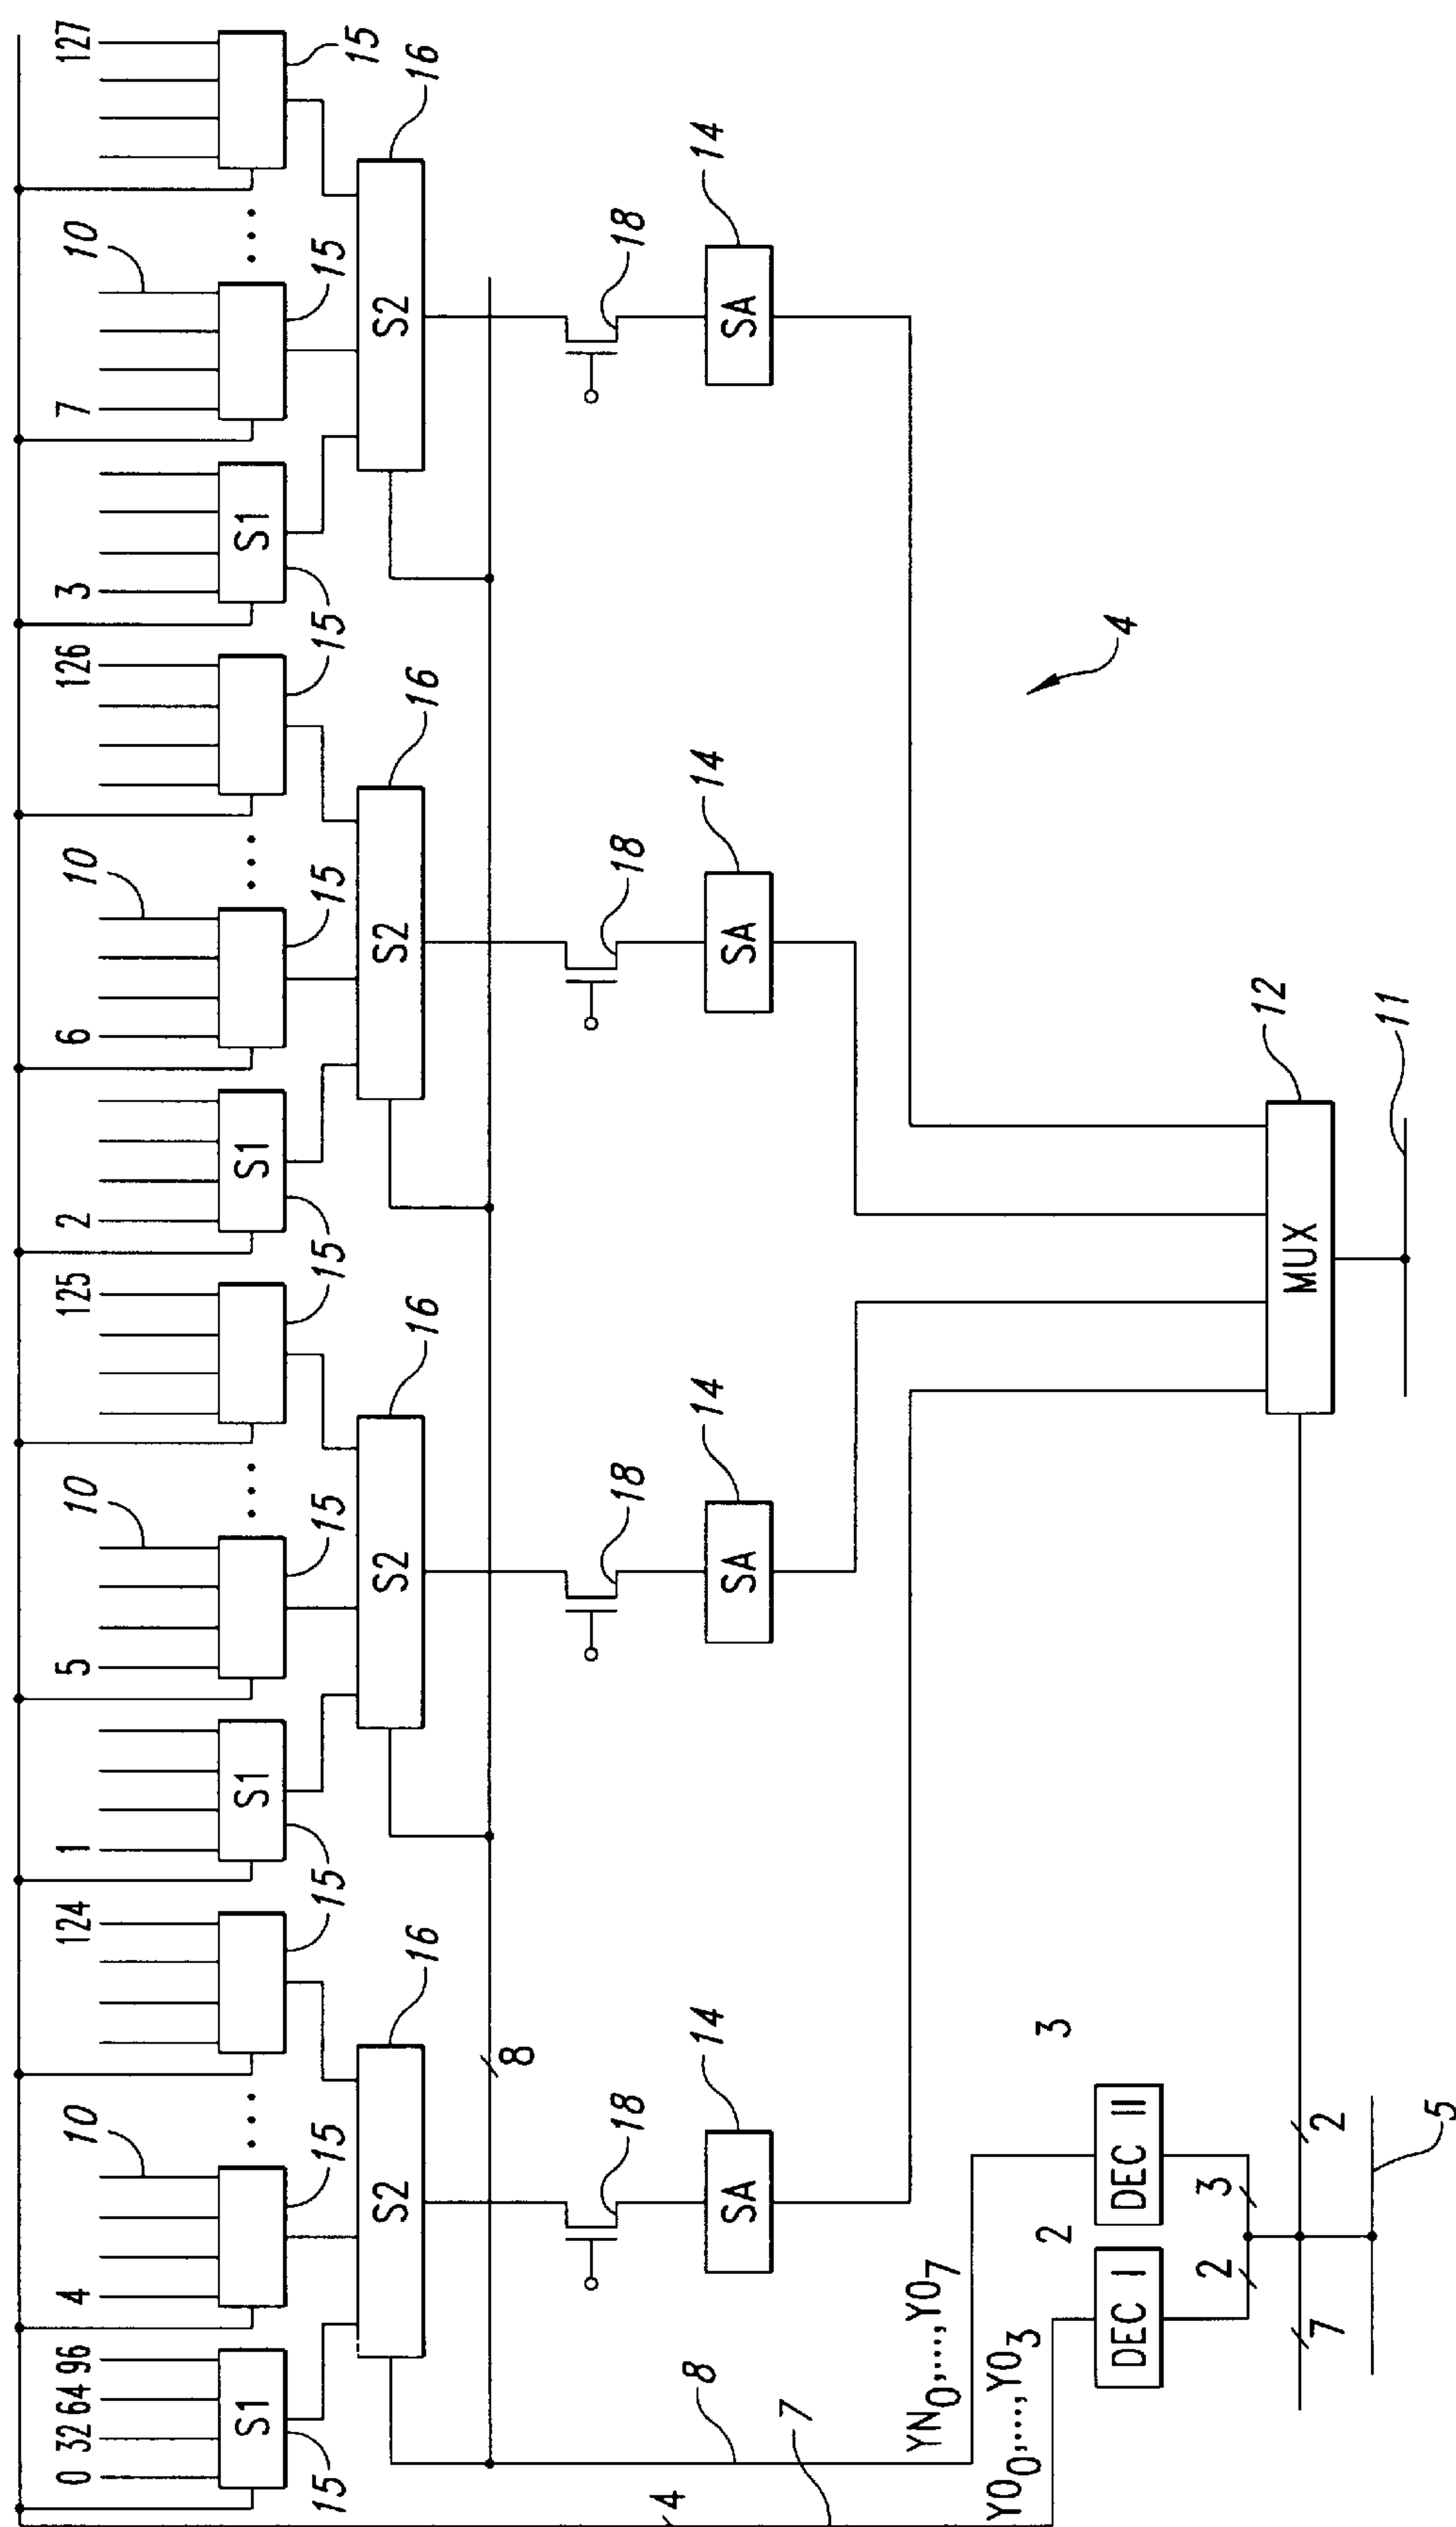 0 32 64 96 4 10 124 1 5 10 125 2 6 10 126 3 7 10 127
S1 S1 S1 S1
15 15 15 15 15 15 15 15 15 15 15 15
S2 16 S2 16 S2 16 S2 16
8
18 18 18 18
14 14 14 14
SA SA SA SA
4
8
7
YN0,...,YO7
YO0,...,YO3
2 3
4
DEC I DEC II
2 3
12
MUX
7 2
11
5